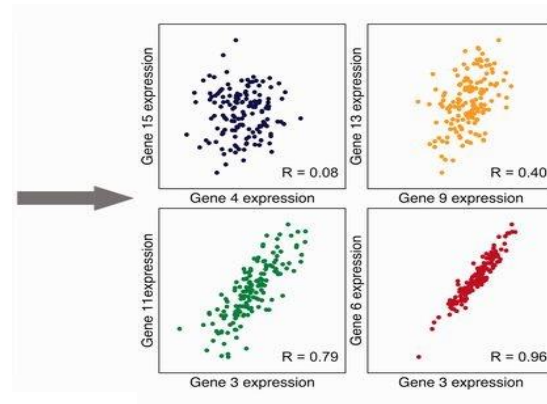 Gene 15 expression
R = 0.08
Gene 4 expression
Gene 13 expression
R = 0.40
Gene 9 expression
Gene 11expression
R = 0.79
Gene 3 expression
Gene 6 expression
R = 0.96
Gene 3 expression